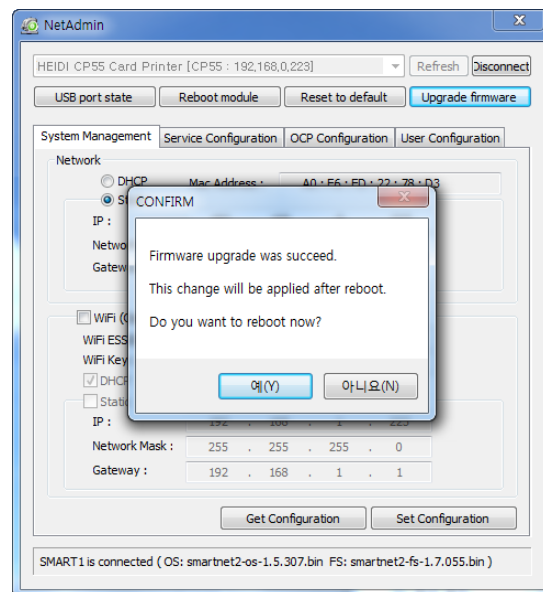 NetAdmin
HEIDI CP55 Card Printer [CP55 : 192,168,0,223]
Refresh
Disconnect
USB port state
Reboot module
Reset to default
Upgrade firmware
System Management
Service Configuration
OCP Configuration
User Configuration
Network
DHCP
Mac Address :
A0 : E6 : ED : 22 : 78 : D3
IP :
CONFIRM
Firmware upgrade was succeed.
This change will be applied after reboot.
Do you want to reboot now?
예(Y)
아니요(N)
WiFi
WiFi ESS
WiFi Key
DHCP
IP : 192 . 168 . 1 . 223
Network Mask : 255 . 255 . 255 . 0
Gateway : 192 . 168 . 1 . 1
Get Configuration
Set Configuration
SMART1 is connected ( OS: smartnet2-os-1.5.307.bin FS: smartnet2-fs-1.7.055.bin )